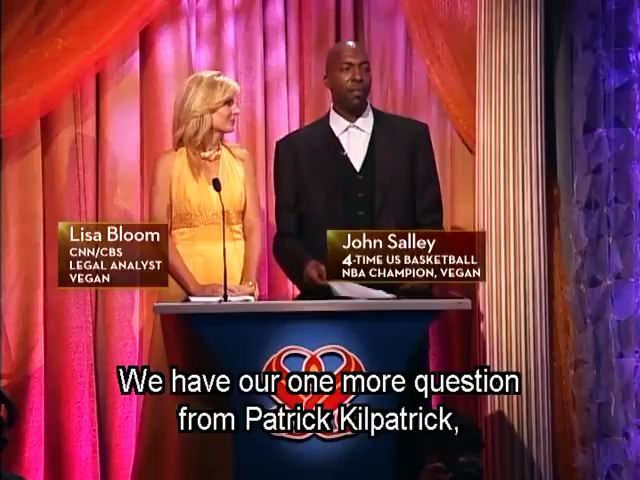 Lisa Bloom
CNN/CBS
LEGAL ANALYST
VEGAN
John Salley
4-TIME US BASKETBALL
NBA CHAMPION, VEGAN
We have our one more question
from Patrick Kilpatrick,